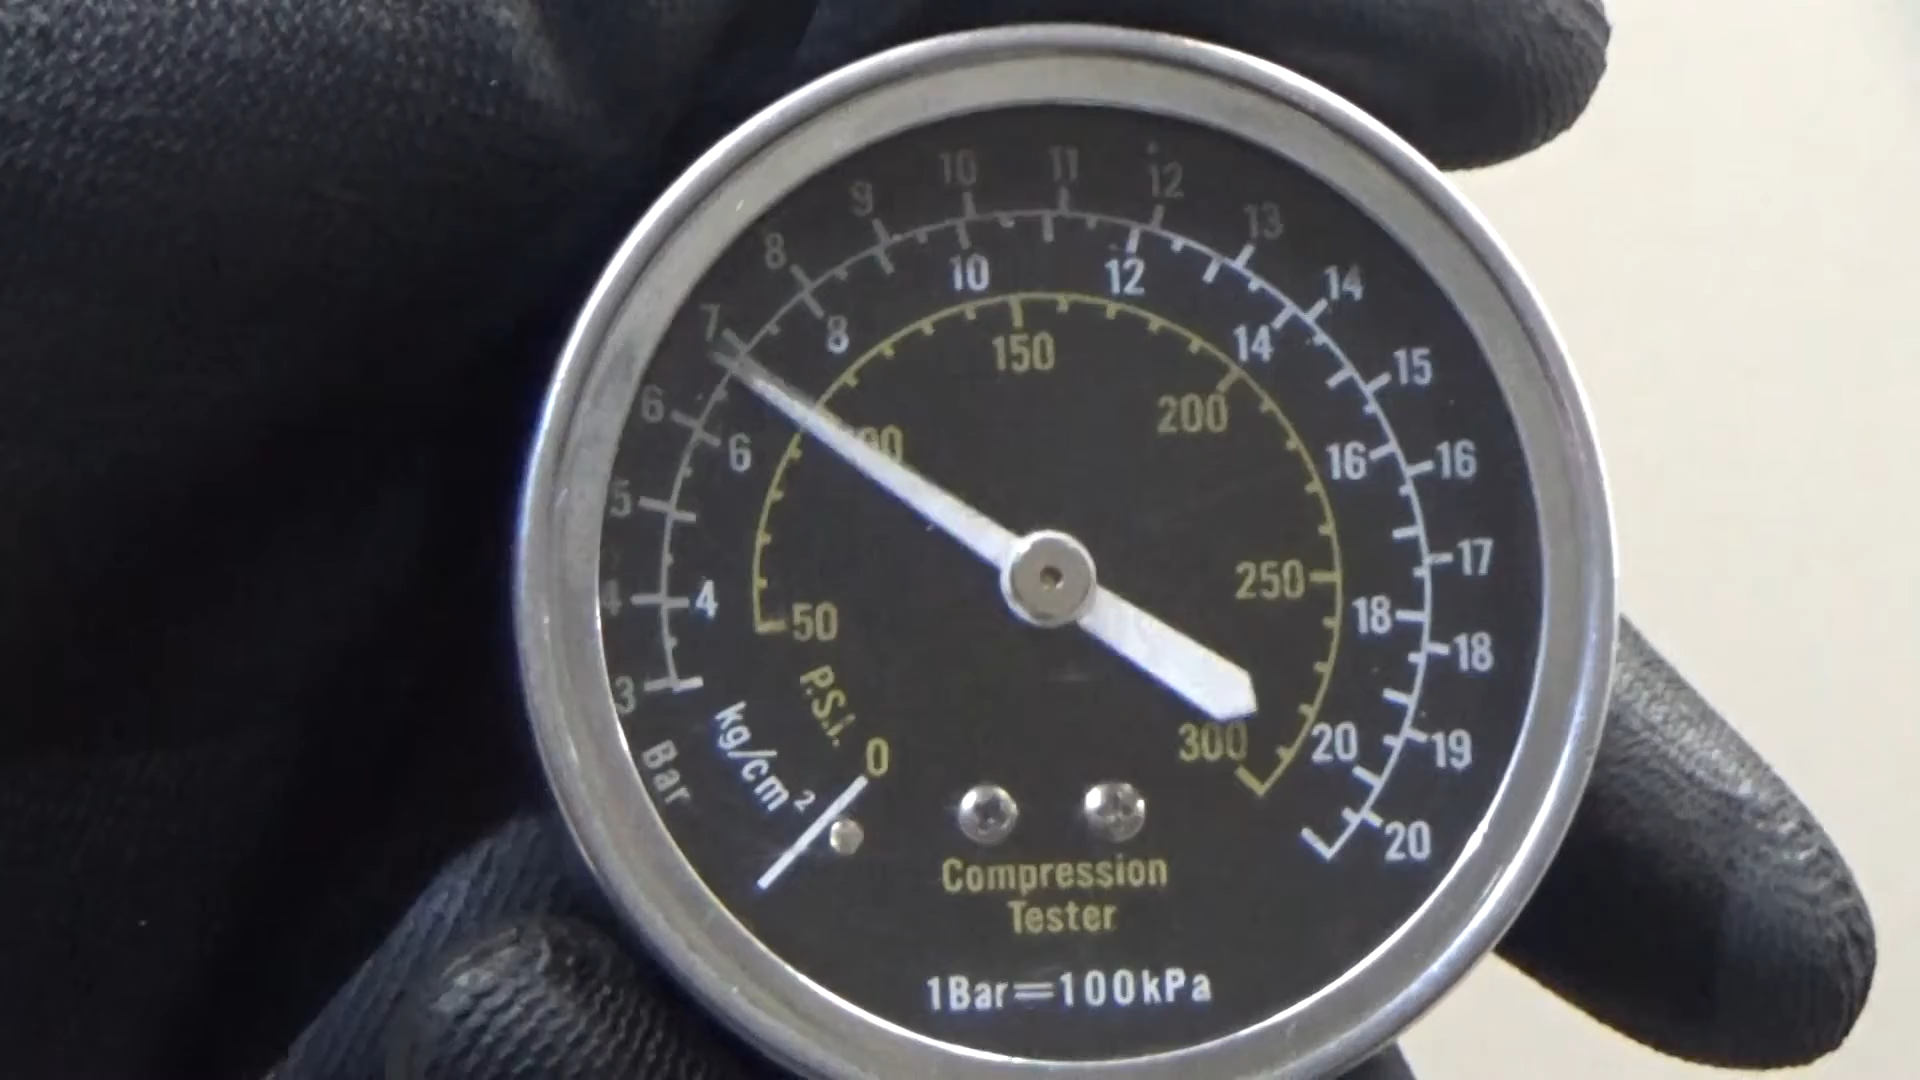 3 4 5 6 7 8 9 10 11 12 13 14 15 16 17 18 19 20
Bar
4 6 8 10 12 14 16 18 20
kg/cm²
0 50 150 200 250 300
P.S.I.
Compression
Tester
1Bar=100kPa